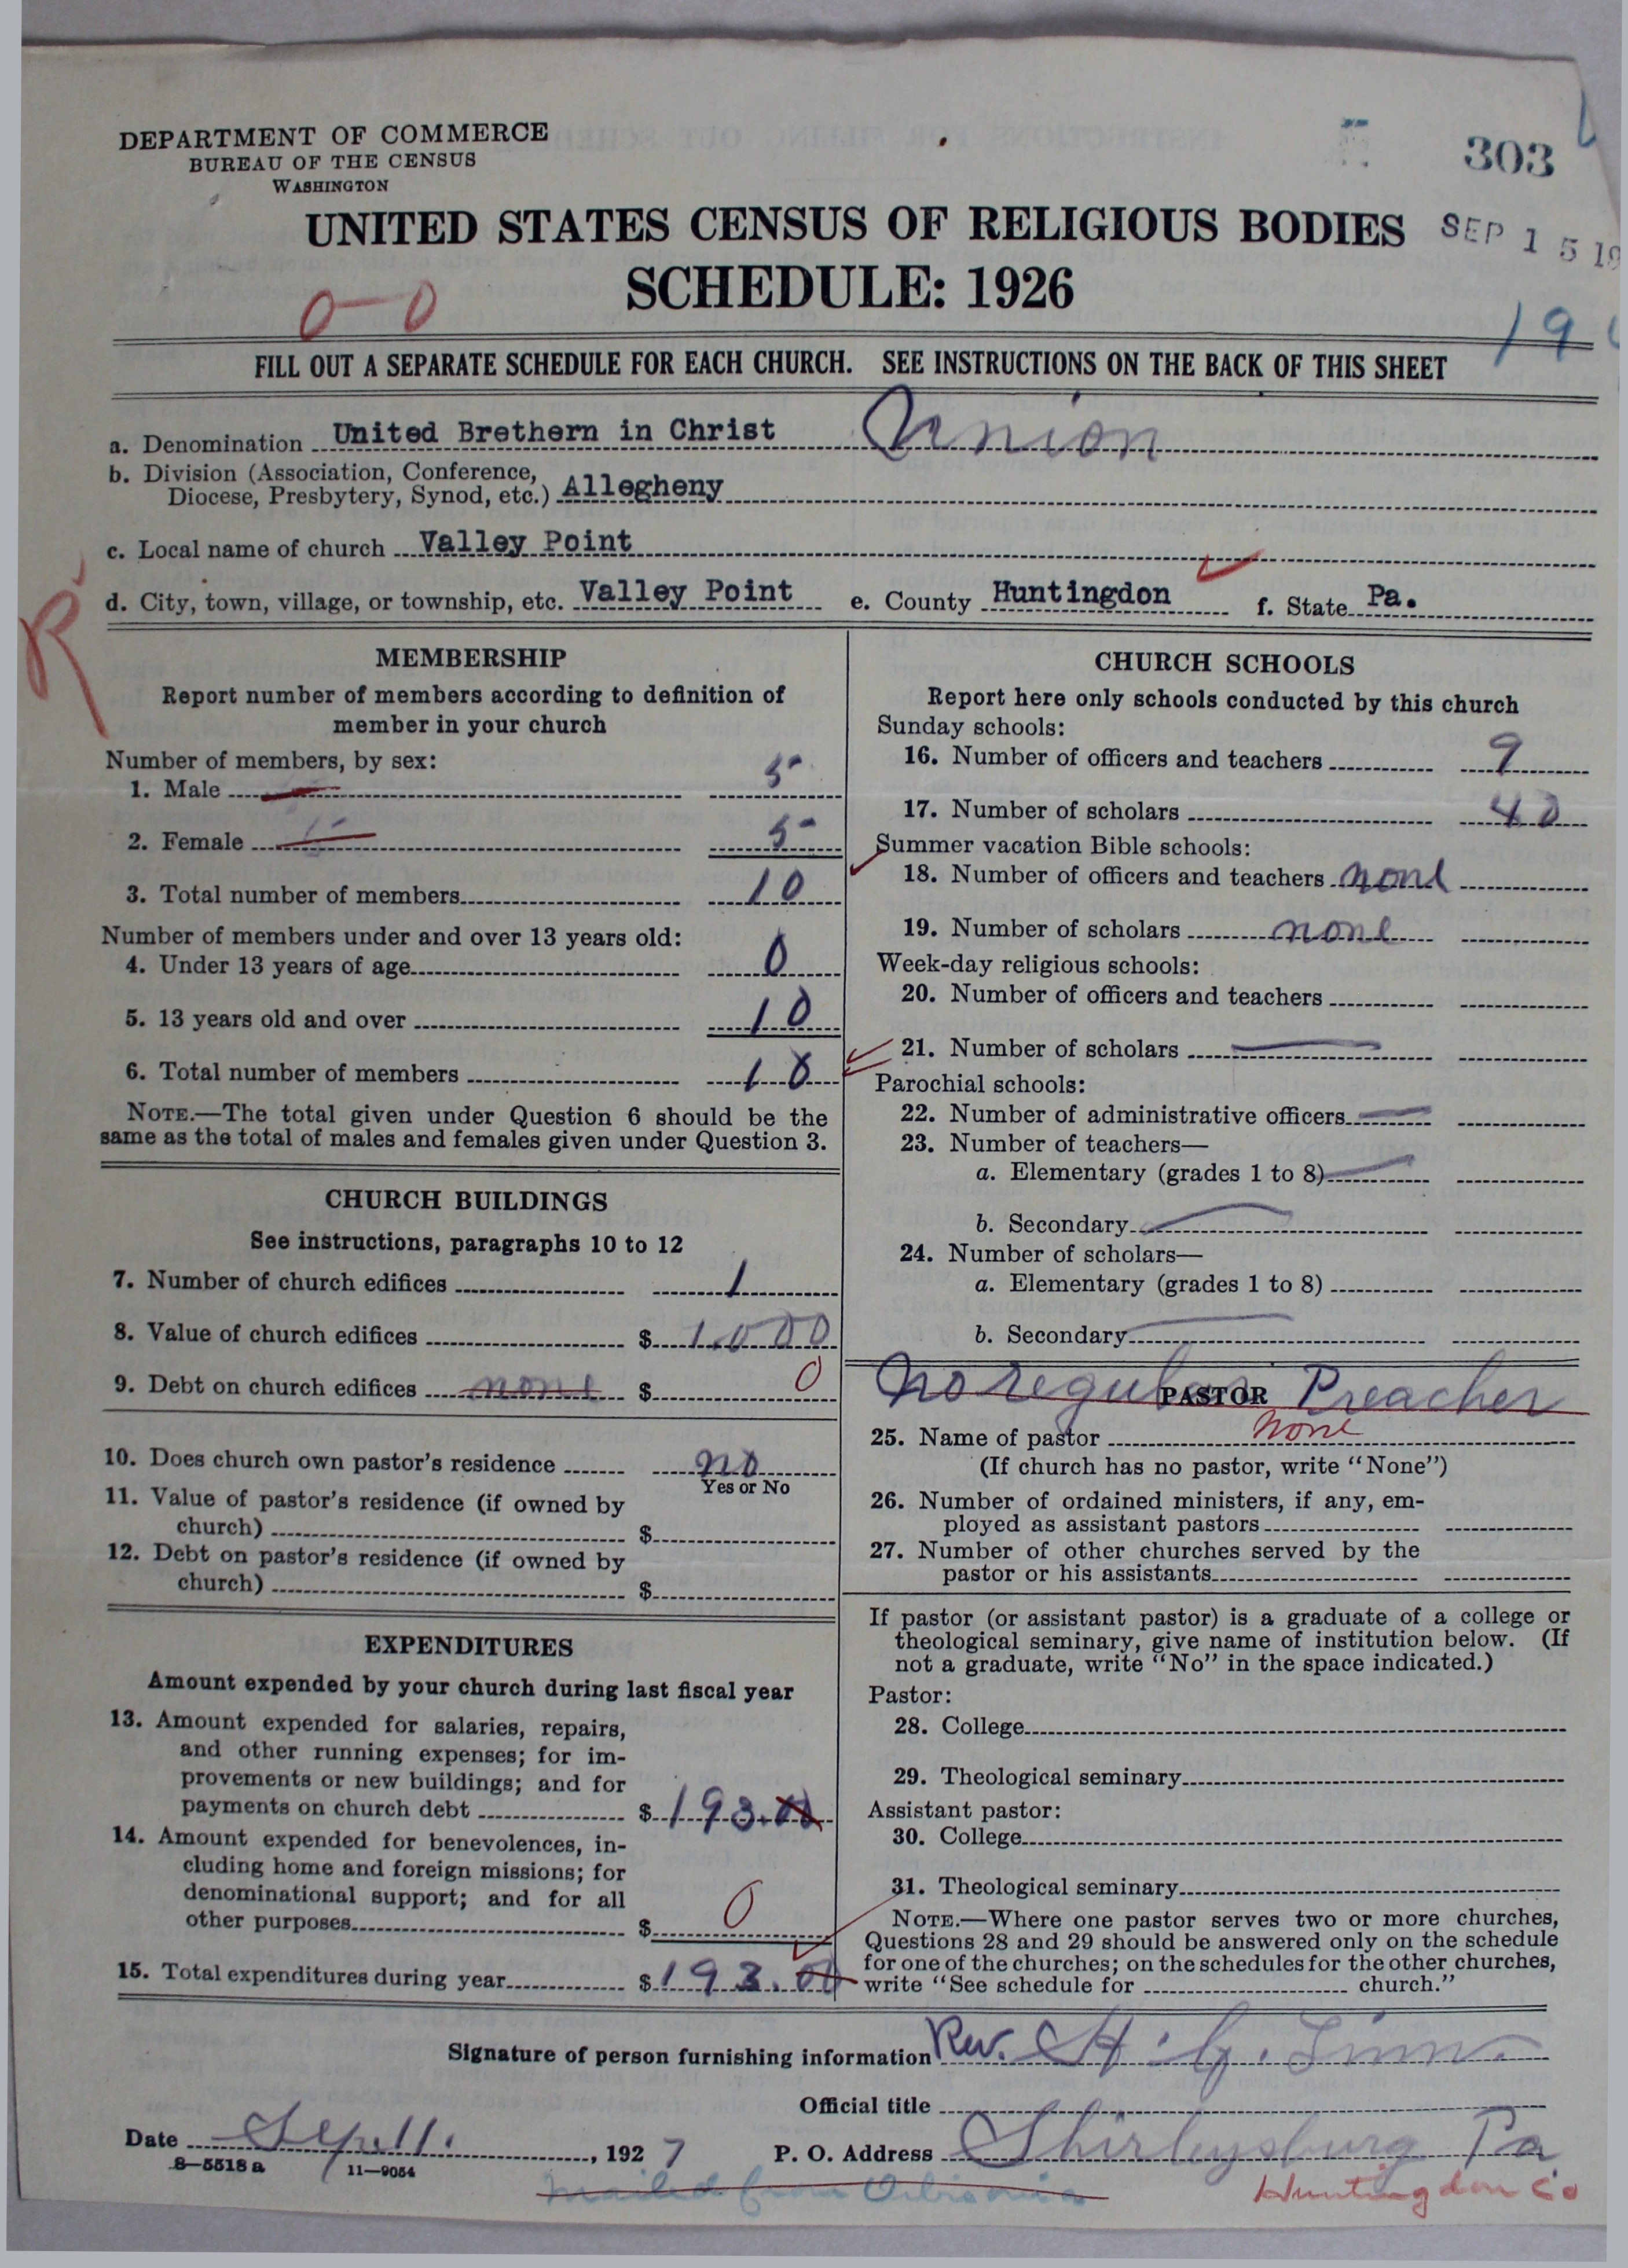 DEPARTMENT OF COMMERCE
BUREAU OF THE CENSUS
WASHINGTON
303
UNITED STATES CENSUS OF RELIGIOUS BODIES
SEP 15 19
SCHEDULE: 1926
0-0
19
FILL OUT A SEPARATE SCHEDULE FOR EACH CHURCH. SEE INSTRUCTIONS ON THE BACK OF THIS SHEET
a. Denomination United Brethern in Christ Union
b. Division (Association, Conference,
Diocese, Presbytery, Synod, etc.) Allegheny
c. Local name of church Valley Point
d. City, town, village, or township, etc. Valley Point e. County Huntingdon f. State Pa.
R
MEMBERSHIP
Report number of members according to definition of
member in your church
Number of members, by sex:
1. Male 5
2. Female 5
3. Total number of members 10
Number of members under and over 13 years old:
4. Under 13 years of age 0
5. 13 years old and over 10
6. Total number of members 10
NOTE.—The total given under Question 6 should be the
same as the total of males and females given under Question 3.
CHURCH BUILDINGS
See instructions, paragraphs 10 to 12
7. Number of church edifices 1
8. Value of church edifices $ 1.000
9. Debt on church edifices none $ 0
10. Does church own pastor's residence no
Yes or No
11. Value of pastor's residence (if owned by
church) $
12. Debt on pastor's residence (if owned by
church) $
EXPENDITURES
Amount expended by your church during last fiscal year
13. Amount expended for salaries, repairs,
and other running expenses; for im-
provements or new buildings; and for
payments on church debt $ 193.00
14. Amount expended for benevolences, in-
cluding home and foreign missions; for
denominational support; and for all
other purposes $ 0
15. Total expenditures during year $ 193.00
CHURCH SCHOOLS
Report here only schools conducted by this church
Sunday schools:
16. Number of officers and teachers 9
17. Number of scholars 40
Summer vacation Bible schools:
18. Number of officers and teachers none
19. Number of scholars none
Week-day religious schools:
20. Number of officers and teachers
21. Number of scholars
Parochial schools:
22. Number of administrative officers
23. Number of teachers—
a. Elementary (grades 1 to 8)
b. Secondary
24. Number of scholars—
a. Elementary (grades 1 to 8)
b. Secondary
No regular PASTOR Preacher
25. Name of pastor None
(If church has no pastor, write "None")
26. Number of ordained ministers, if any, em-
ployed as assistant pastors
27. Number of other churches served by the
pastor or his assistants
If pastor (or assistant pastor) is a graduate of a college or
theological seminary, give name of institution below. (If
not a graduate, write "No" in the space indicated.)
Pastor:
28. College
29. Theological seminary
Assistant pastor:
30. College
31. Theological seminary
NOTE.—Where one pastor serves two or more churches,
Questions 28 and 29 should be answered only on the schedule
for one of the churches; on the schedules for the other churches,
write "See schedule for church."
Signature of person furnishing information Rev. H. Linn.
Official title
Date Sep. 11. , 1927 P. O. Address Shirleysburg Pa
8—5518 a 11—9054
mailed from Orbisonia
Huntingdon Co